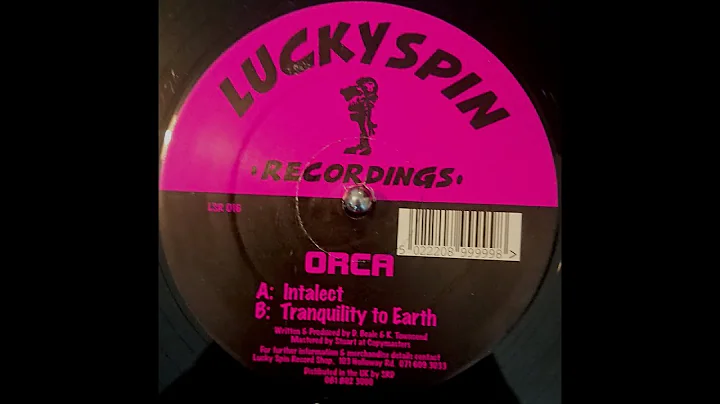 LUCKYSPIN
·RECORDINGS·
LSR 016
5 022208 999998 >
ORCA
A: Intalect
B: Tranquility to Earth
Written & Produced by D. Beale & K. Townsend
Mastered by Stuart at Copymasters
For further information & merchandise details contact
Lucky Spin Record Shop, 103 Holloway Rd, 071 609 3033
Distributed in the UK by SRD
081 802 3000